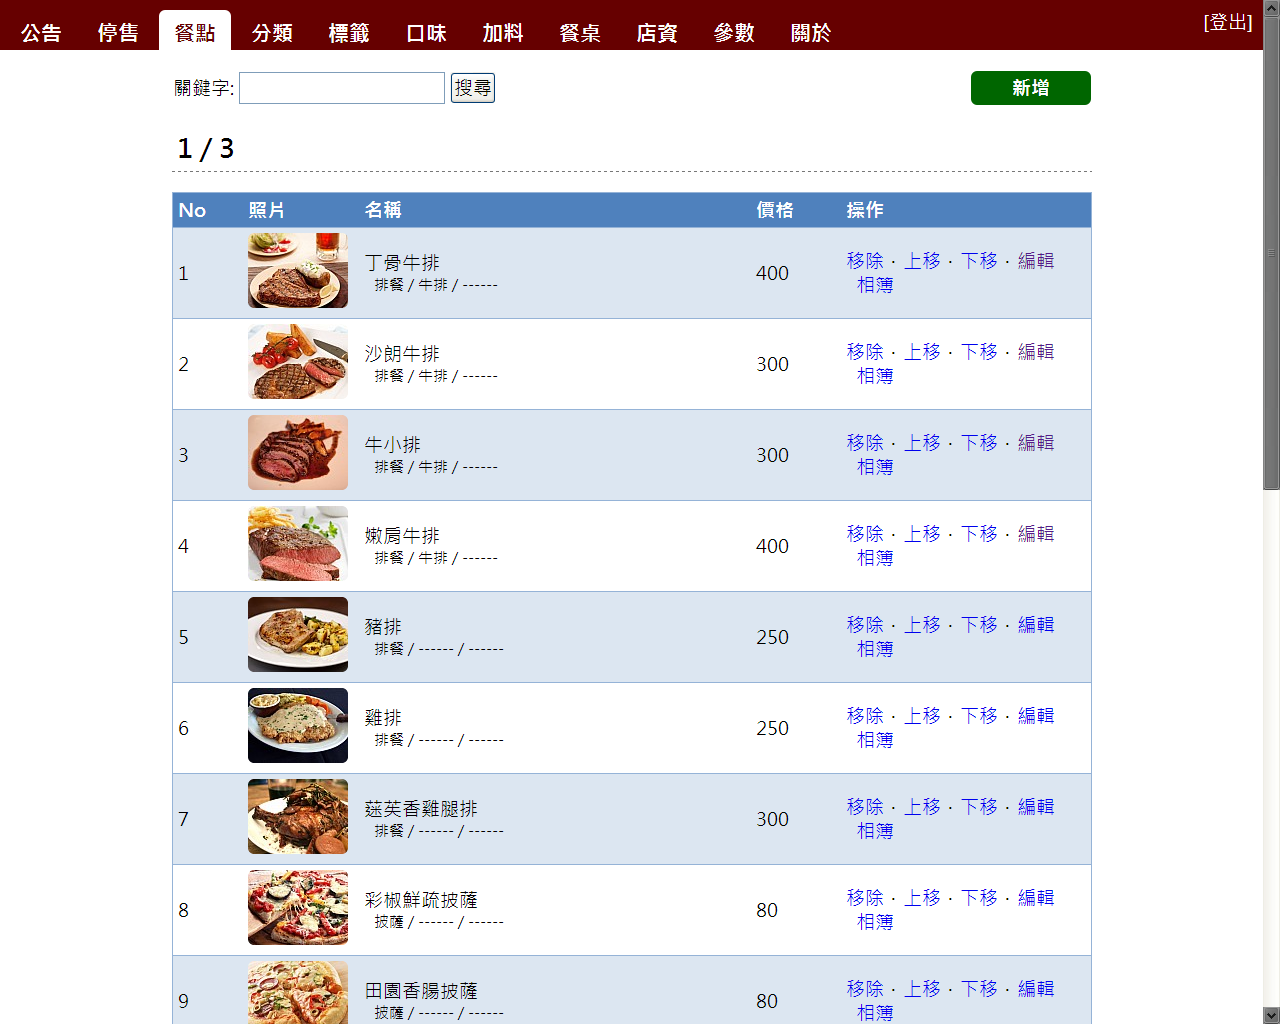 公告 停售 餐點 分類 標籤 口味 加料 餐桌 店資 參數 關於 [登出]
關鍵字: 搜尋 新增
1 / 3
No 照片 名稱 價格 操作
1 丁骨牛排 400 移除 · 上移 · 下移 · 編輯
排餐 / 牛排 / ------ 相簿
2 沙朗牛排 300 移除 · 上移 · 下移 · 編輯
排餐 / 牛排 / ------ 相簿
3 牛小排 300 移除 · 上移 · 下移 · 編輯
排餐 / 牛排 / ------ 相簿
4 嫩肩牛排 400 移除 · 上移 · 下移 · 編輯
排餐 / 牛排 / ------ 相簿
5 豬排 250 移除 · 上移 · 下移 · 編輯
排餐 / ------ / ------ 相簿
6 雞排 250 移除 · 上移 · 下移 · 編輯
排餐 / ------ / ------ 相簿
7 莚英香雞腿排 300 移除 · 上移 · 下移 · 編輯
排餐 / ------ / ------ 相簿
8 彩椒鮮疏披薩 80 移除 · 上移 · 下移 · 編輯
披薩 / ------ / ------ 相簿
9 田園香腸披薩 80 移除 · 上移 · 下移 · 編輯
披薩 / ------ / ------ 相簿